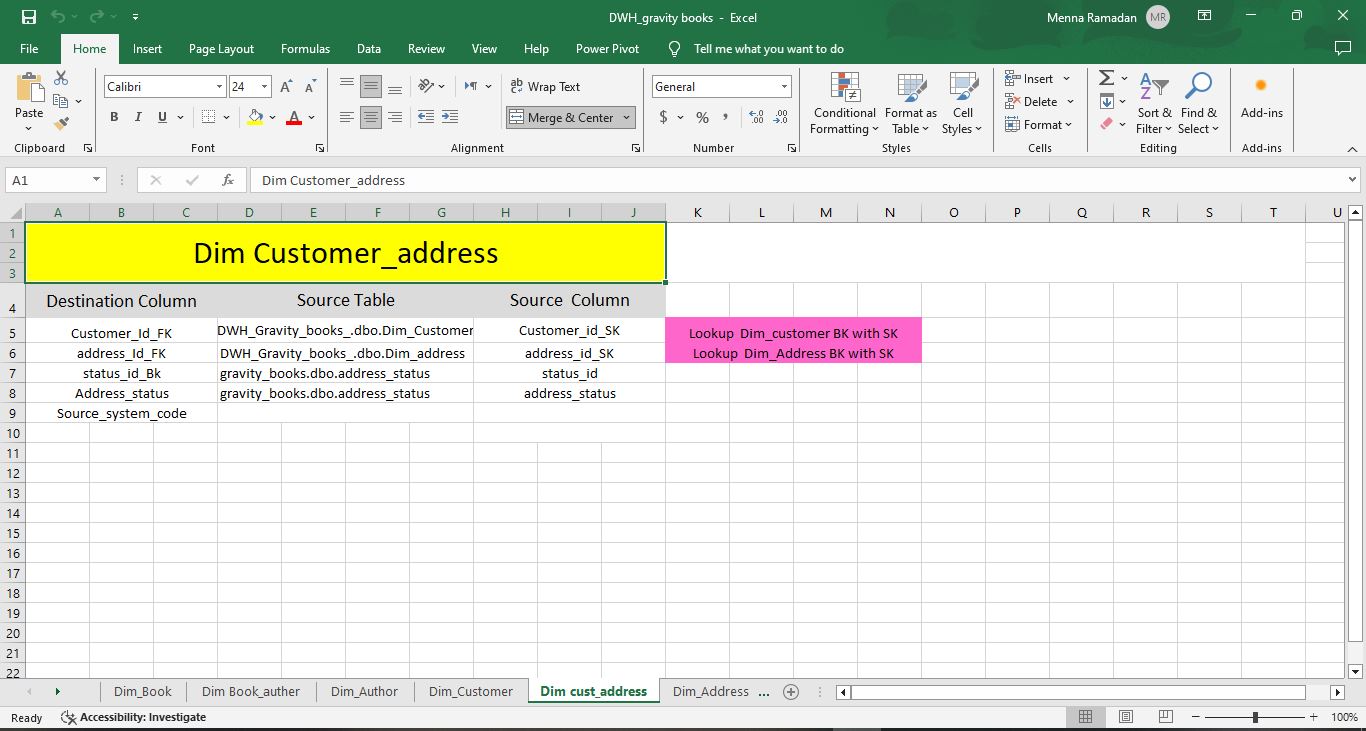 DWH_gravity books - Excel
Menna Ramadan MR
File Home Insert Page Layout Formulas Data Review View Help Power Pivot Tell me what you want to do
Paste
Clipboard
Calibri 24 A A
B I U A
Font
ab Wrap Text
Merge & Center
Alignment
General
$ % ,
Number
Conditional Formatting
Format as Table
Cell Styles
Styles
Insert
Delete
Format
Cells
Sort & Filter
Find & Select
Editing
Add-ins
Add-ins
A1 fx Dim Customer_address
A B C D E F G H I J K L M N O P Q R S T U
1
2 Dim Customer_address
3
4 Destination Column Source Table Source Column
5 Customer_Id_FK DWH_Gravity_books_.dbo.Dim_Customer Customer_id_SK Lookup Dim_customer BK with SK
6 address_Id_FK DWH_Gravity_books_.dbo.Dim_address address_id_SK Lookup Dim_Address BK with SK
7 status_id_Bk gravity_books.dbo.address_status status_id
8 Address_status gravity_books.dbo.address_status address_status
9 Source_system_code
10
11
12
13
14
15
16
17
18
19
20
21
22
Dim_Book Dim Book_auther Dim_Author Dim_Customer Dim cust_address Dim_Address ...
Ready Accessibility: Investigate 100%